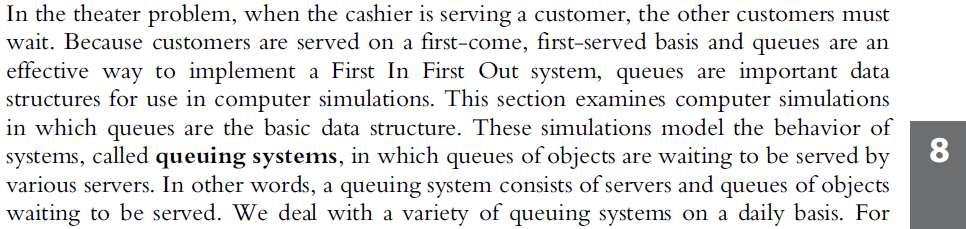 In the theater problem, when the cashier is serving a customer, the other customers must
wait. Because customers are served on a first-come, first-served basis and queues are an
effective way to implement a First In First Out system, queues are important data
structures for use in computer simulations. This section examines computer simulations
in which queues are the basic data structure. These simulations model the behavior of
systems, called queuing systems, in which queues of objects are waiting to be served by
various servers. In other words, a queuing system consists of servers and queues of objects
waiting to be served. We deal with a variety of queuing systems on a daily basis. For
8